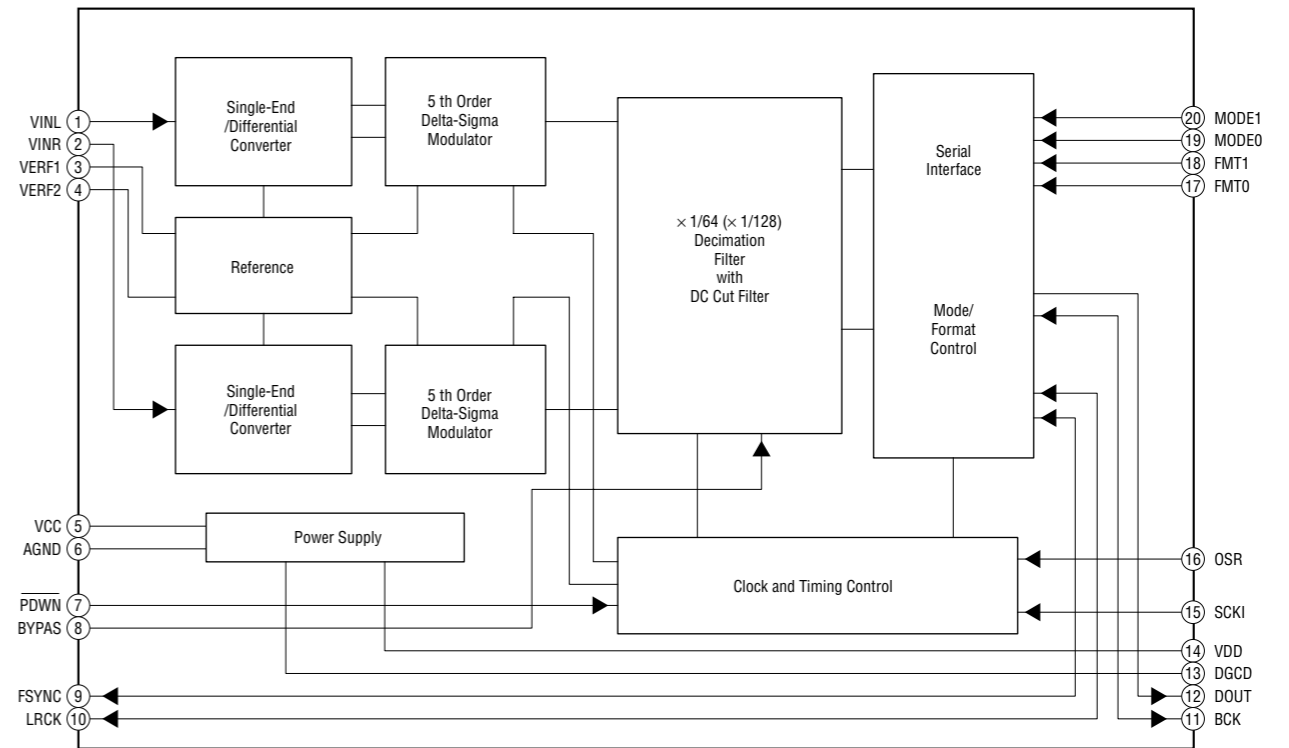 VINL 1
VINR 2
VERF1 3
VERF2 4
Single-End
/Differential
Converter
5 th Order
Delta-Sigma
Modulator
Reference
Single-End
/Differential
Converter
5 th Order
Delta-Sigma
Modulator
× 1/64 (× 1/128)
Decimation
Filter
with
DC Cut Filter
Serial
Interface
Mode/
Format
Control
20 MODE1
19 MODE0
18 FMT1
17 FMT0
VCC 5
AGND 6
PDWN 7
BYPAS 8
FSYNC 9
LRCK 10
Power Supply
Clock and Timing Control
16 OSR
15 SCKI
14 VDD
13 DGCD
12 DOUT
11 BCK